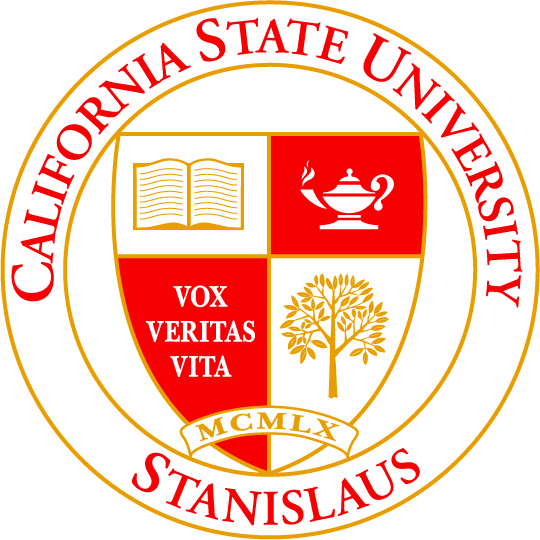 CALIFORNIA STATE UNIVERSITY
VOX
VERITAS
VITA
MCMLX
STANISLAUS